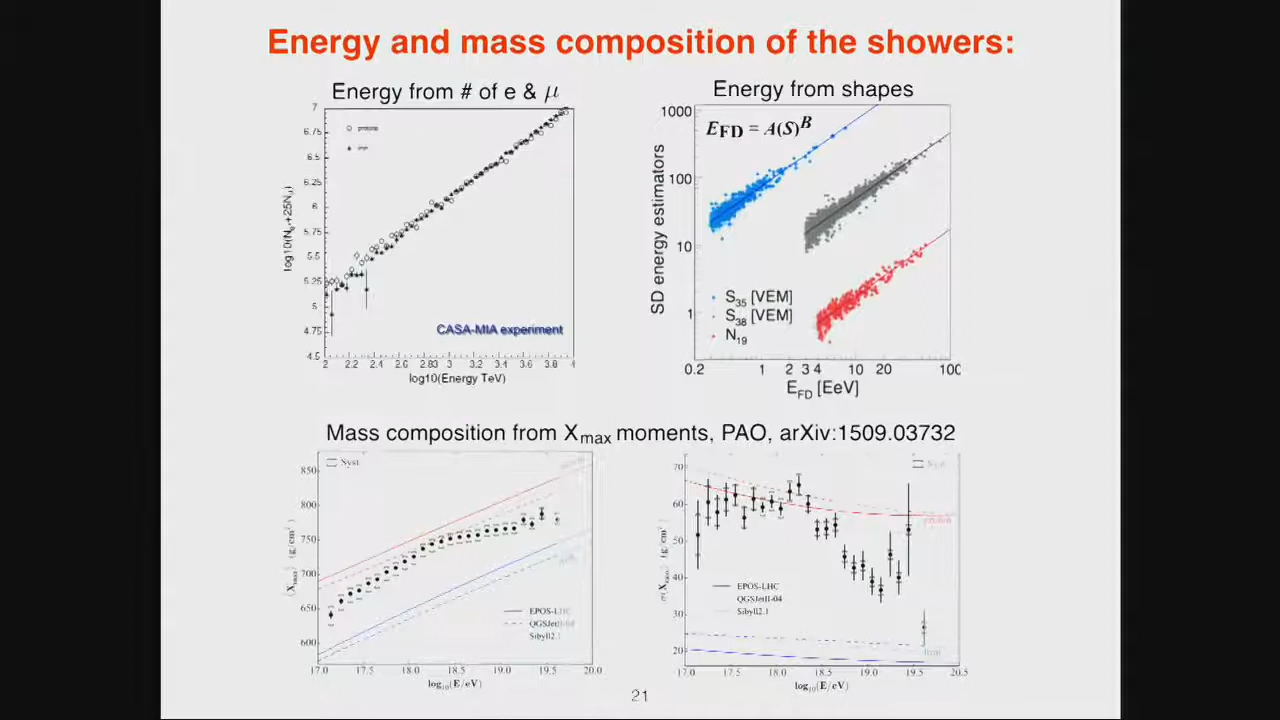 Energy and mass composition of the showers:
Energy from # of e & μ
7
6.75
6.5
6.25
6
5.75
5.5
5.25
5
4.75
4.5
log10(Nₑ+25N
protons
iron
CASA-MIA experiment
2 2.2 2.4 2.6 2.83 3 3.2 3.4 3.6 3.8 4
log10(Energy TeV)
Energy from shapes
1000
100
10
1
SD energy estimators
E_FD = A(S)^B
S₃₅ [VEM]
S₃₈ [VEM]
N₁₉
0.2 1 2 3 4 10 20 100
E_FD [EeV]
Mass composition from X_max moments, PAO, arXiv:1509.03732
850
800
750
700
650
600
⟨X_max⟩ (g/cm²)
Syst
EPOS-LHC
QGSJetII-04
Sibyll2.1
17.0 17.5 18.0 18.5 19.0 19.5 20.0
log₁₀(E/eV)
70
60
50
40
30
20
σ(X_max) (g/cm²)
Syst
proton
EPOS-LHC
QGSJetII-04
Sibyll2.1
iron
17.0 17.5 18.0 18.5 19.0 19.5 20.5
log₁₀(E/eV)
21